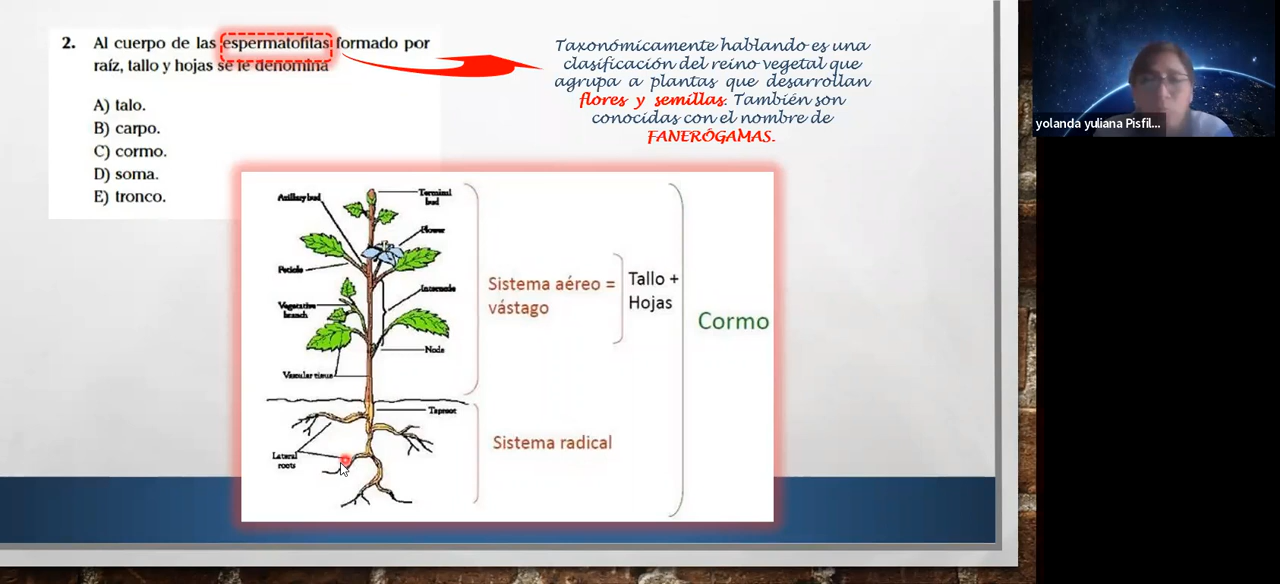 2. Al cuerpo de las espermatofitas formado por
raíz, tallo y hojas se le denomina
A) talo.
B) carpo.
C) cormo.
D) soma.
E) tronco.
Taxonómicamente hablando es una
clasificación del reino vegetal que
agrupa a plantas que desarrollan
flores y semillas. También son
conocidas con el nombre de
FANERÓGAMAS.
yolanda yuliana Pisfil...
Axillary bud
Terminal
bud
Flower
Petiole
Internode
Vegetative
branch
Node
Vascular tissue
Taproot
Lateral
roots
Sistema aéreo =
vástago
Tallo +
Hojas
Cormo
Sistema radical